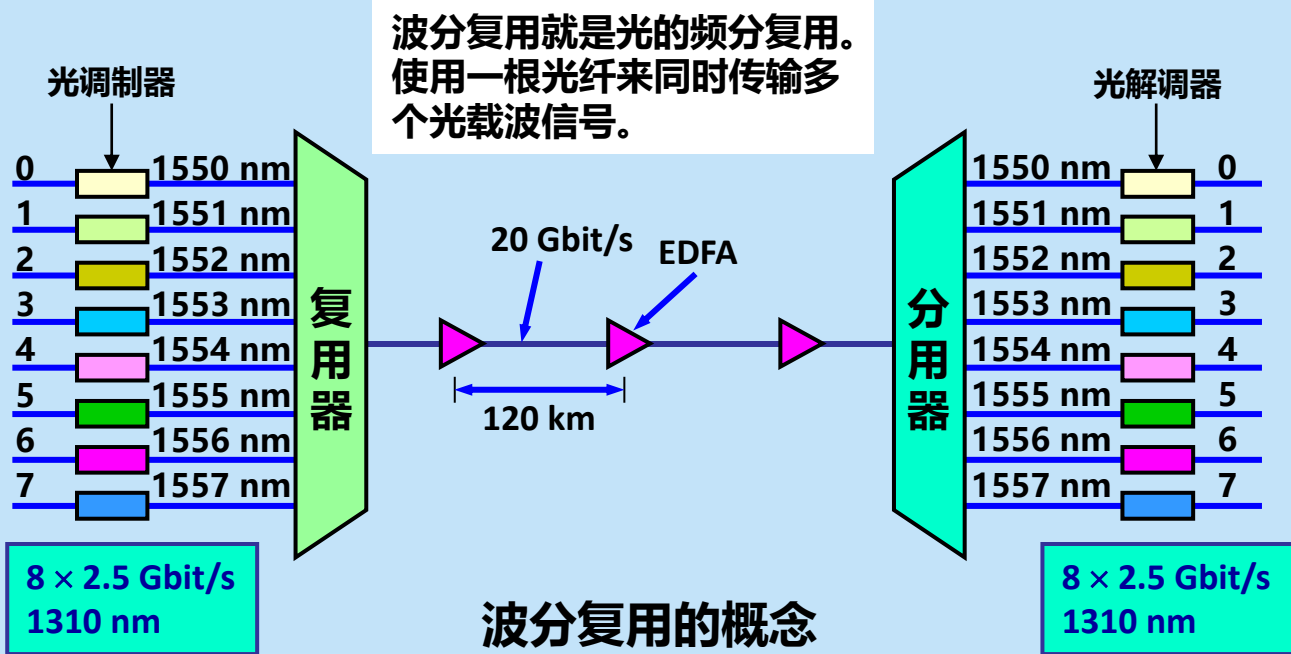 波分复用就是光的频分复用。
使用一根光纤来同时传输多
个光载波信号。
光调制器
光解调器
0 1550 nm
1 1551 nm
2 1552 nm
3 1553 nm
4 1554 nm
5 1555 nm
6 1556 nm
7 1557 nm
复
用
器
20 Gbit/s
EDFA
120 km
分
用
器
1550 nm 0
1551 nm 1
1552 nm 2
1553 nm 3
1554 nm 4
1555 nm 5
1556 nm 6
1557 nm 7
8 × 2.5 Gbit/s
1310 nm
波分复用的概念
8 × 2.5 Gbit/s
1310 nm